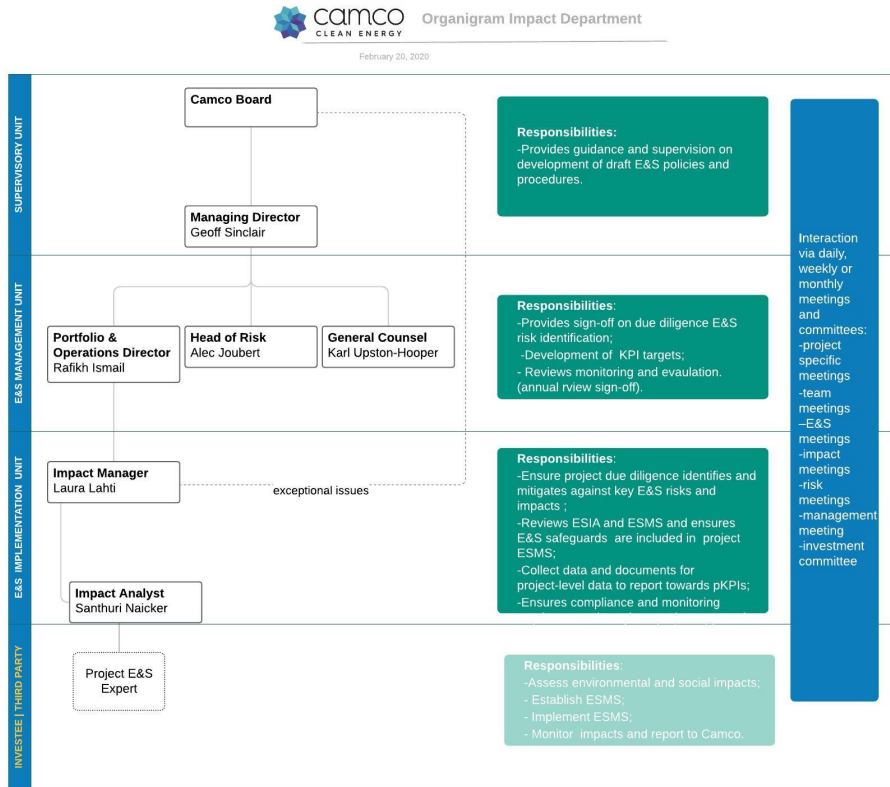 camco
CLEAN ENERGY
Organigram Impact Department
February 20, 2020
SUPERVISORY UNIT
Camco Board
Managing Director
Geoff Sinclair
Responsibilities:
-Provides guidance and supervision on
development of draft E&S policies and
procedures.
E&S MANAGEMENT UNIT
Portfolio &
Operations Director
Rafikh Ismail
Head of Risk
Alec Joubert
General Counsel
Karl Upston-Hooper
Responsibilities:
-Provides sign-off on due diligence E&S
risk identification;
-Development of KPI targets;
- Reviews monitoring and evaulation.
(annual rview sign-off).
E&S IMPLEMENTATION UNIT
Impact Manager
Laura Lahti
exceptional issues
Impact Analyst
Santhuri Naicker
Responsibilities:
-Ensure project due diligence identifies and
mitigates against key E&S risks and
impacts ;
-Reviews ESIA and ESMS and ensures
E&S safeguards are included in project
ESMS;
-Collect data and documents for
project-level data to report towards pKPIs;
-Ensures compliance and monitoring
INVESTEE | THIRD PARTY
Project E&S
Expert
Responsibilities:
-Assess environmental and social impacts;
- Establish ESMS;
- Implement ESMS;
- Monitor impacts and report to Camco.
Interaction
via daily,
weekly or
monthly
meetings
and
committees:
-project
specific
meetings
-team
meetings
–E&S
meetings
-impact
meetings
-risk
meetings
-management
meeting
-investment
committee